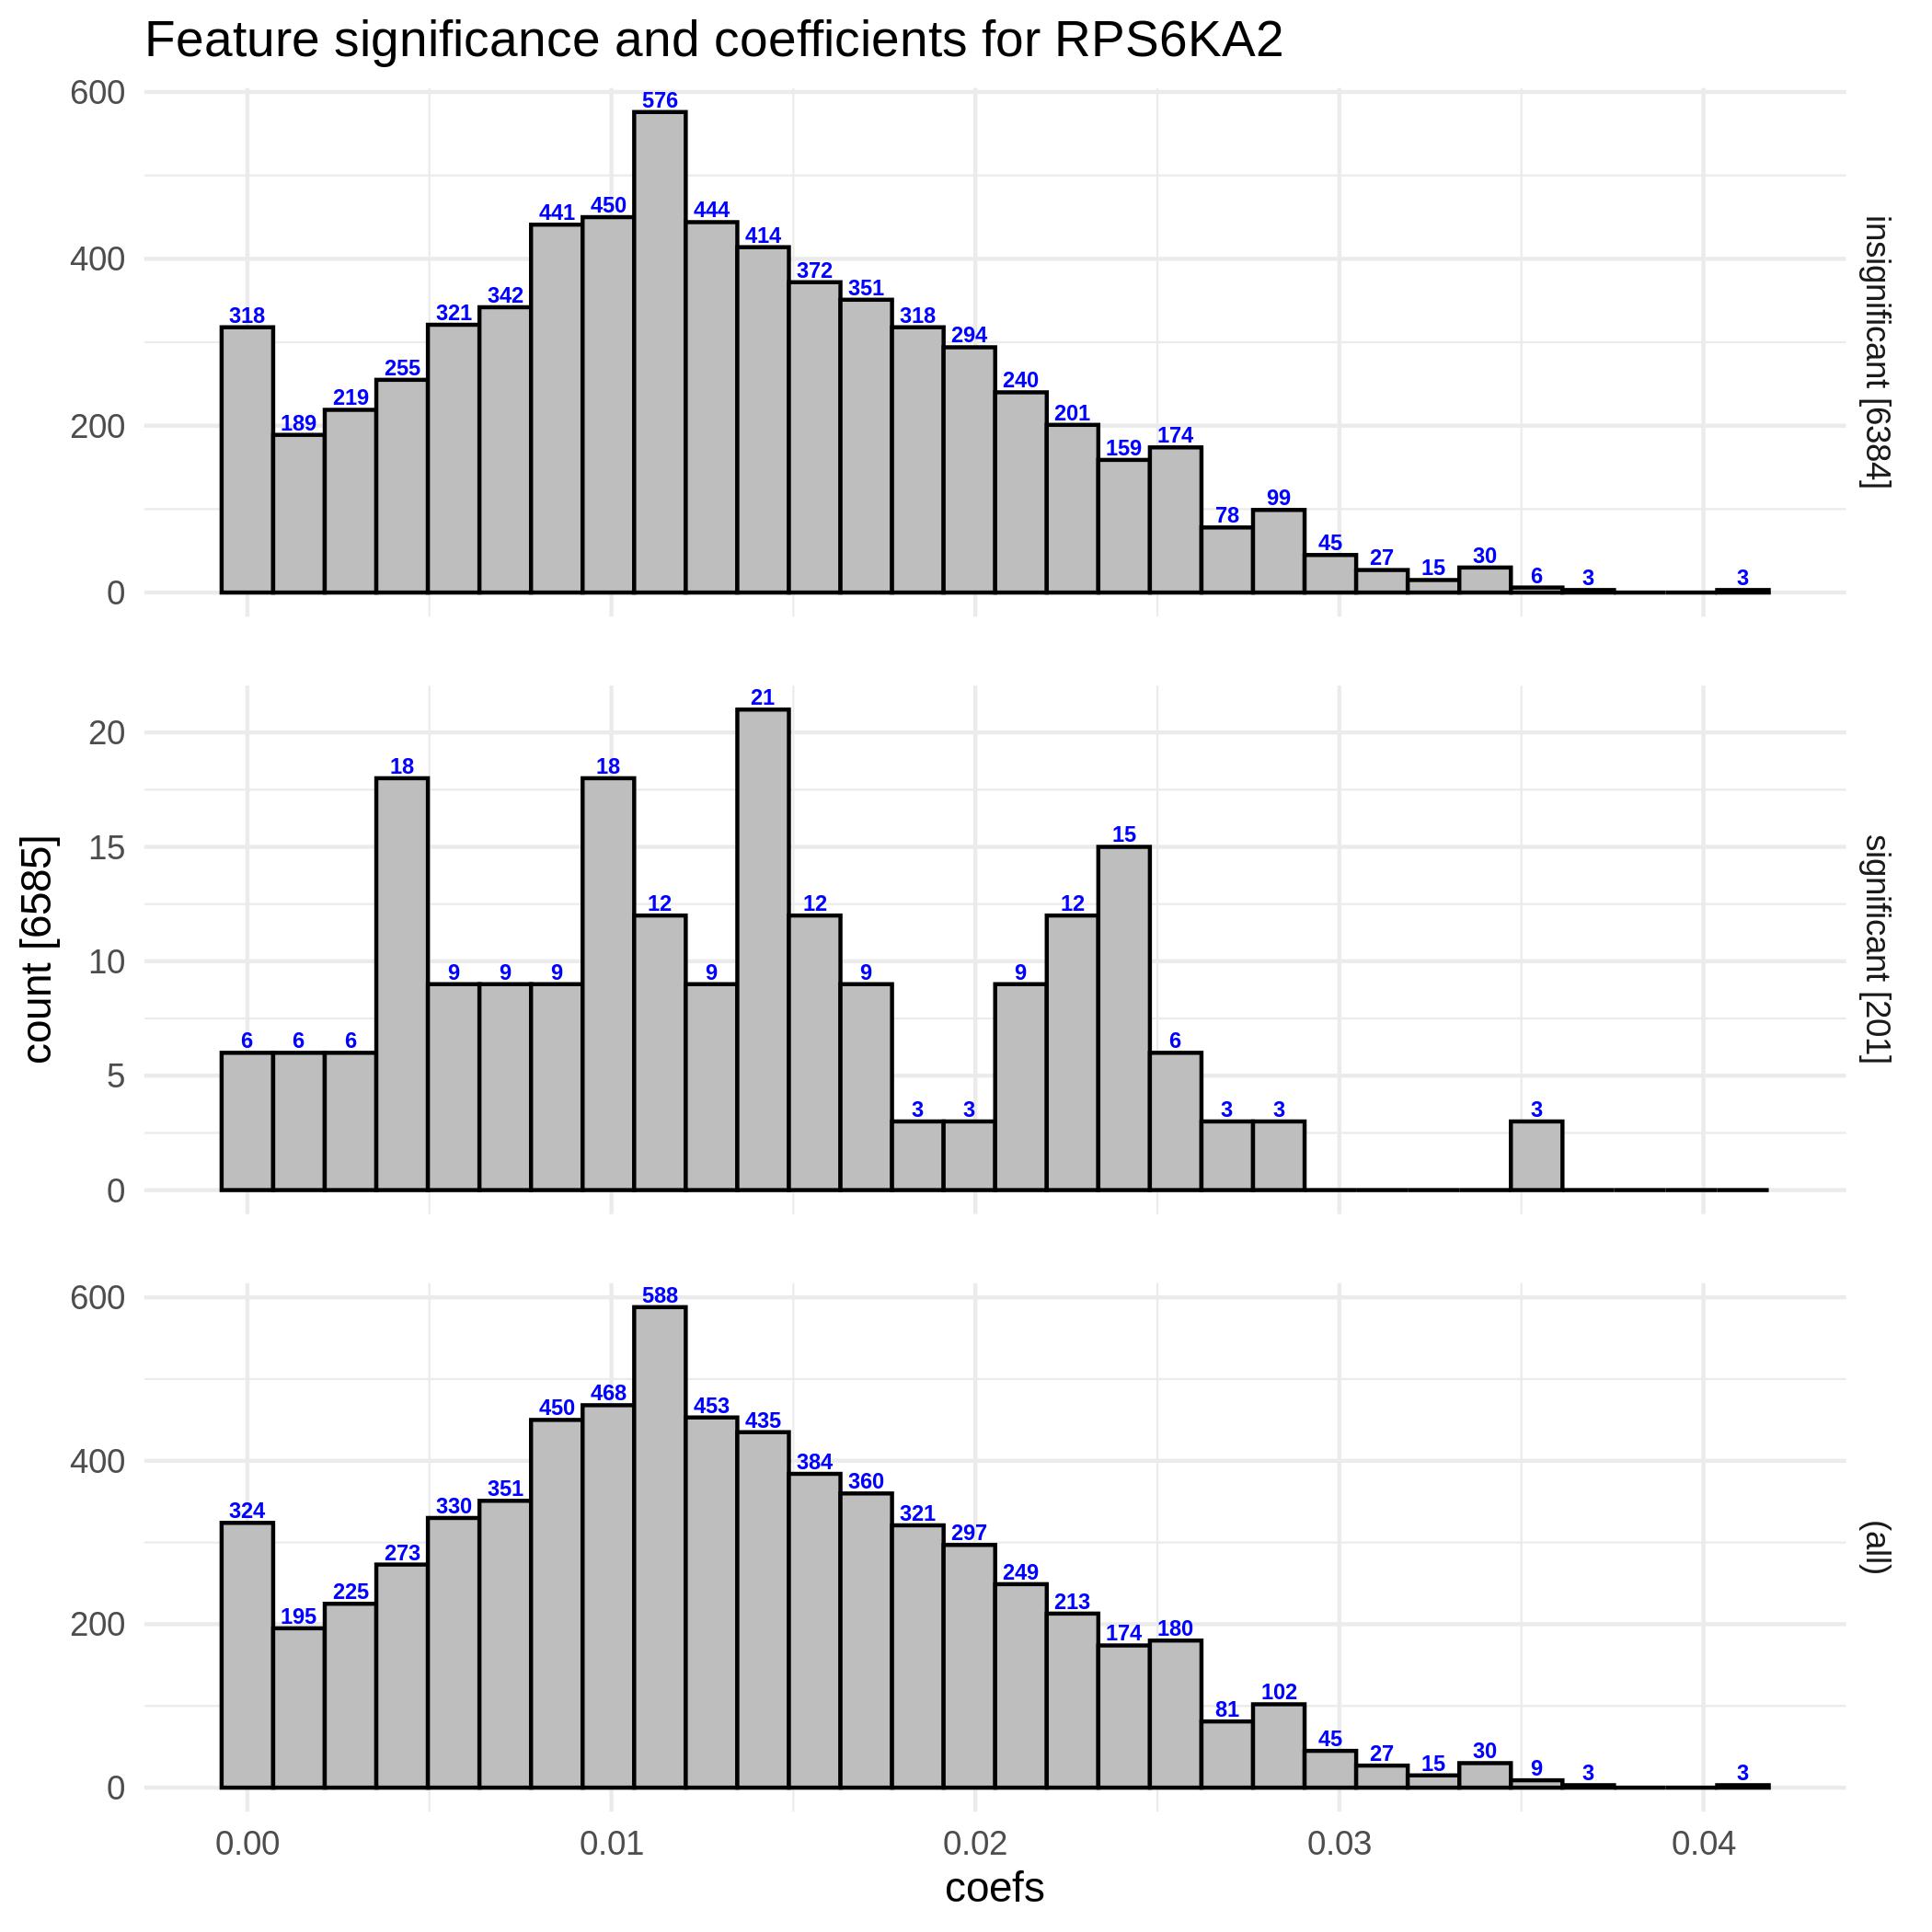 Feature significance and coefficients for RPS6KA2
600
400
200
0
318 189 219 255 321 342 441 450 576 444 414 372 351 318 294 240 201 159 174 78 99 45 27 15 30 6 3 3
insignificant [6384]
20
15
10
5
0
6 6 6 18 9 9 9 18 12 9 21 12 9 3 3 9 12 15 6 3 3 3
significant [201]
count [6585]
600
400
200
0
324 195 225 273 330 351 450 468 588 453 435 384 360 321 297 249 213 174 180 81 102 45 27 15 30 9 3 3
(all)
0.00 0.01 0.02 0.03 0.04
coefs